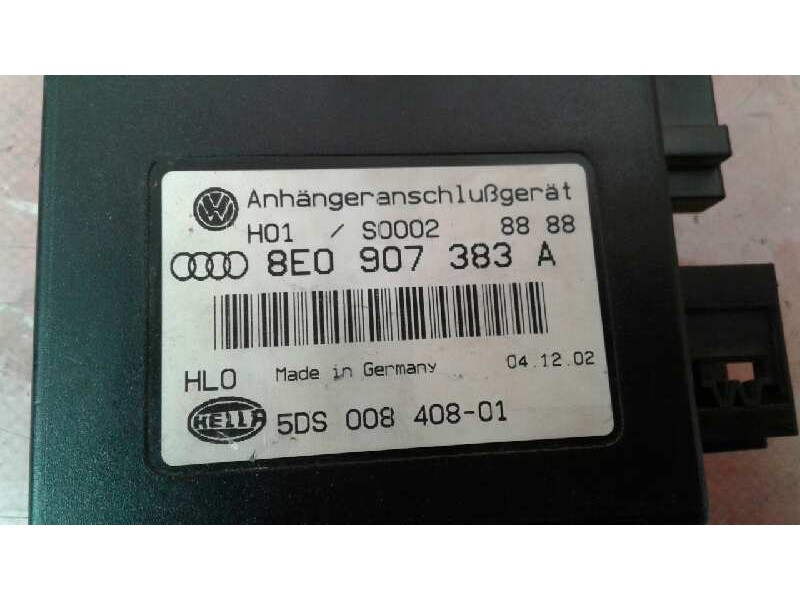 Anhängeranschlußgerät
H01 / S0002 88 88
8E0 907 383 A
HLO Made in Germany 04.12.02
HELLA 5DS 008 408-01